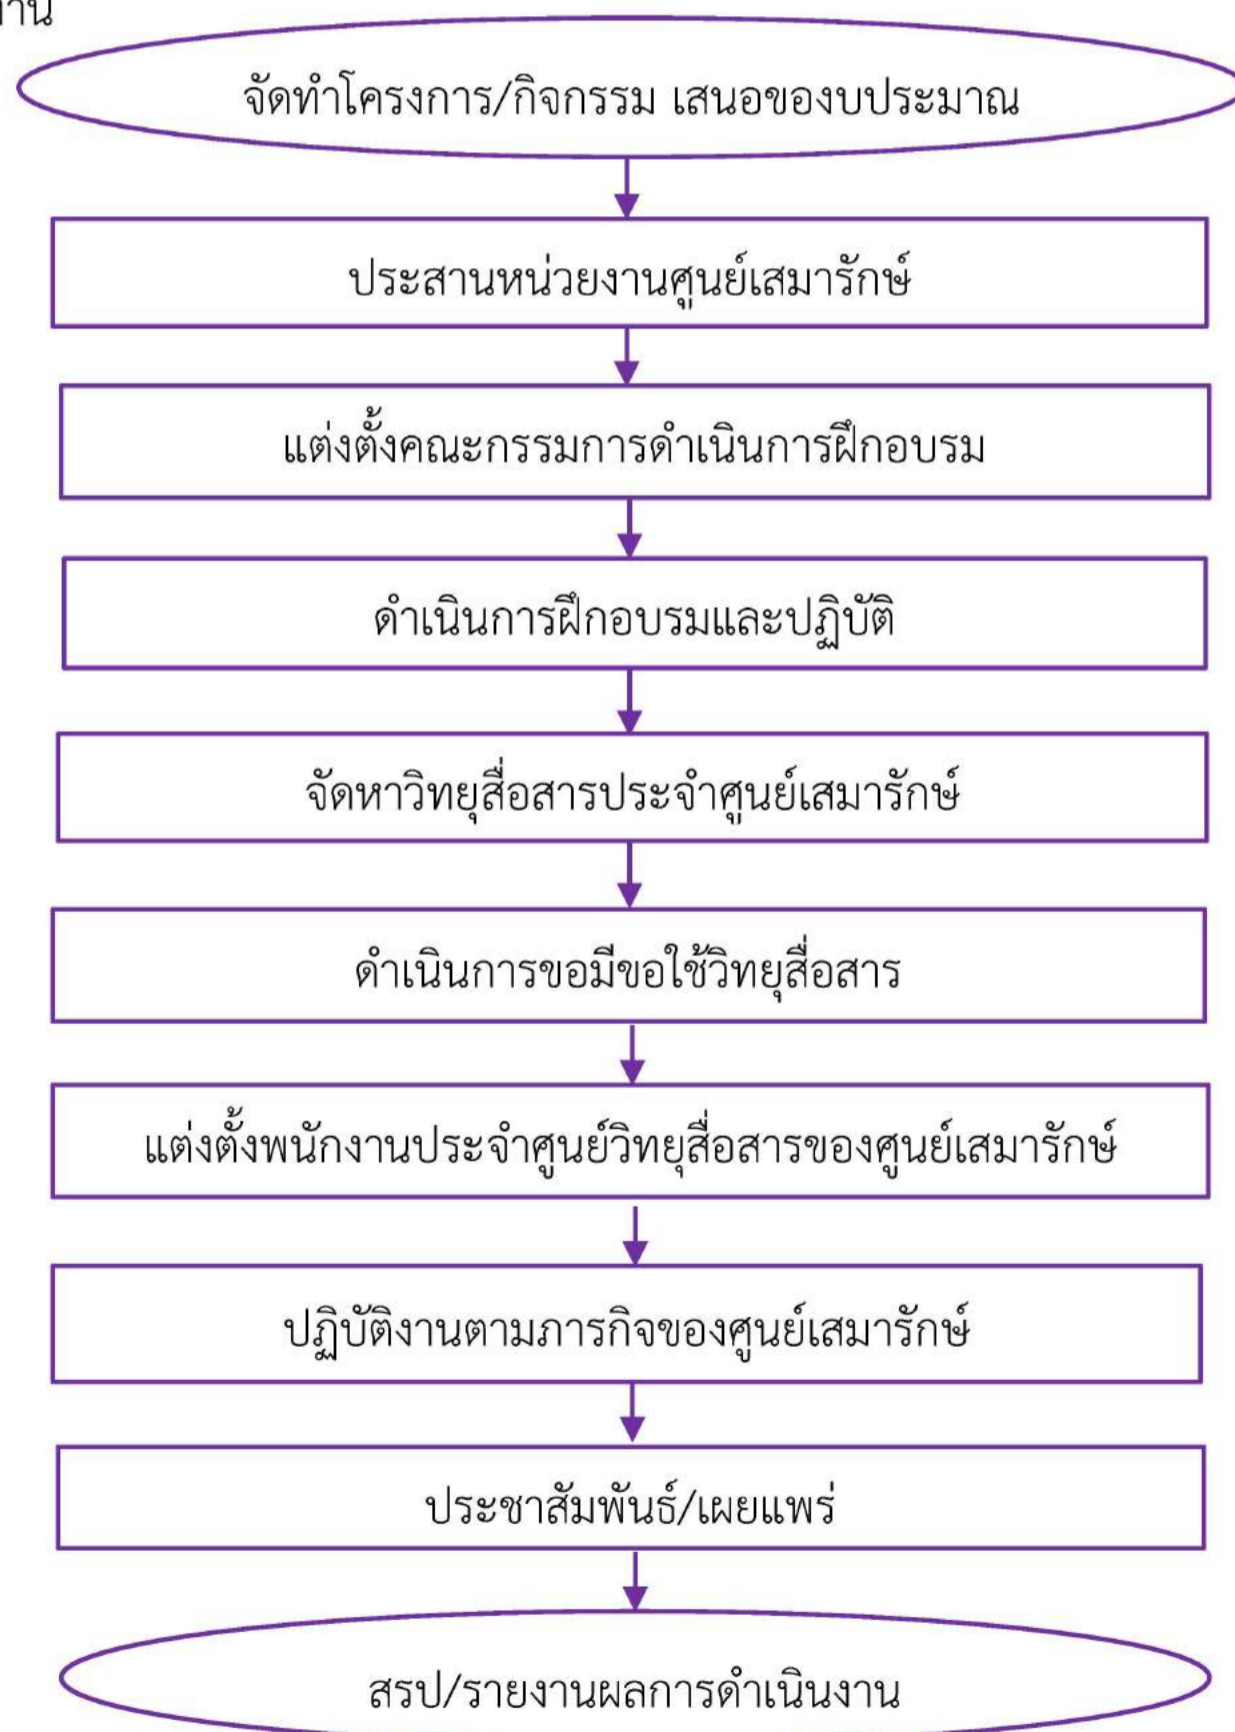 จัดทำโครงการ/กิจกรรม เสนอของบประมาณ
ประสานหน่วยงานศูนย์เสมารักษ์
แต่งตั้งคณะกรรมการดำเนินการฝึกอบรม
ดำเนินการฝึกอบรมและปฏิบัติ
จัดหาวิทยุสื่อสารประจำศูนย์เสมารักษ์
ดำเนินการขอมีขอใช้วิทยุสื่อสาร
แต่งตั้งพนักงานประจำศูนย์วิทยุสื่อสารของศูนย์เสมารักษ์
ปฏิบัติงานตามภารกิจของศูนย์เสมารักษ์
ประชาสัมพันธ์/เผยแพร่
สรุป/รายงานผลการดำเนินงาน